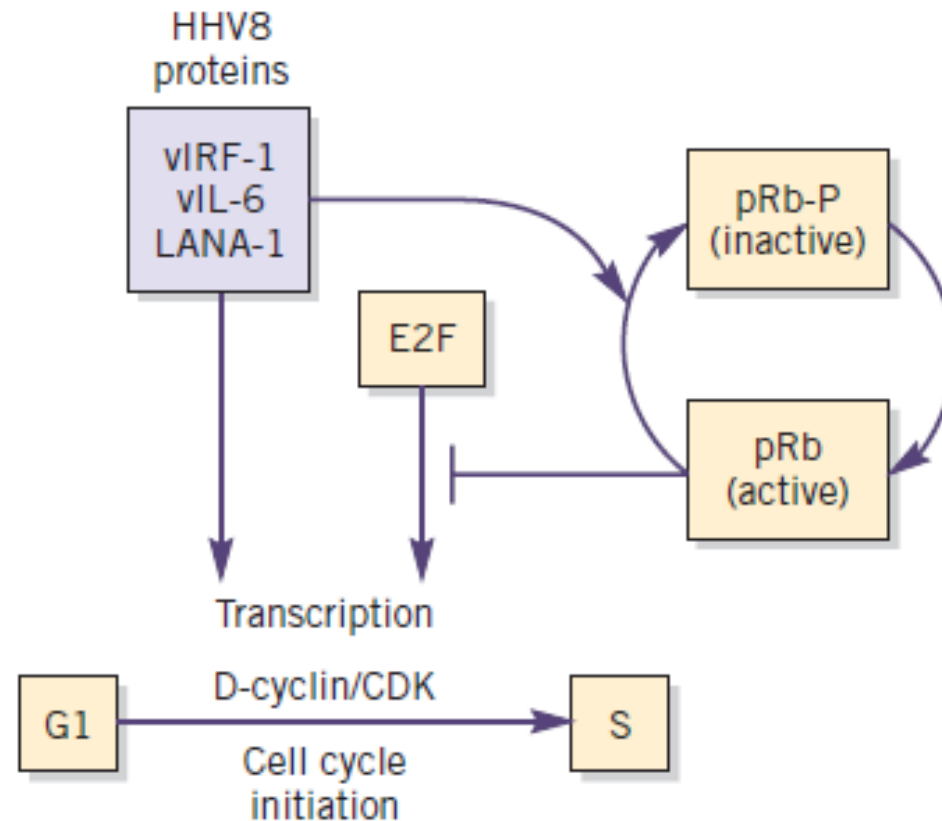 HHV8
proteins
vIRF-1
vIL-6
LANA-1
pRb-P
(inactive)
E2F
pRb
(active)
Transcription
D-cyclin/CDK
G1
S
Cell cycle
initiation